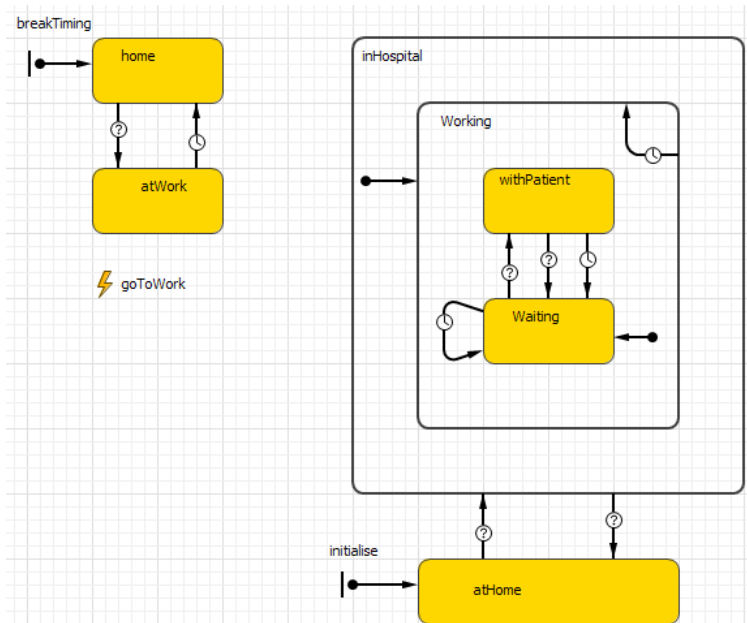 breakTiming
home
atWork
goToWork
inHospital
Working
withPatient
Waiting
initialise
atHome